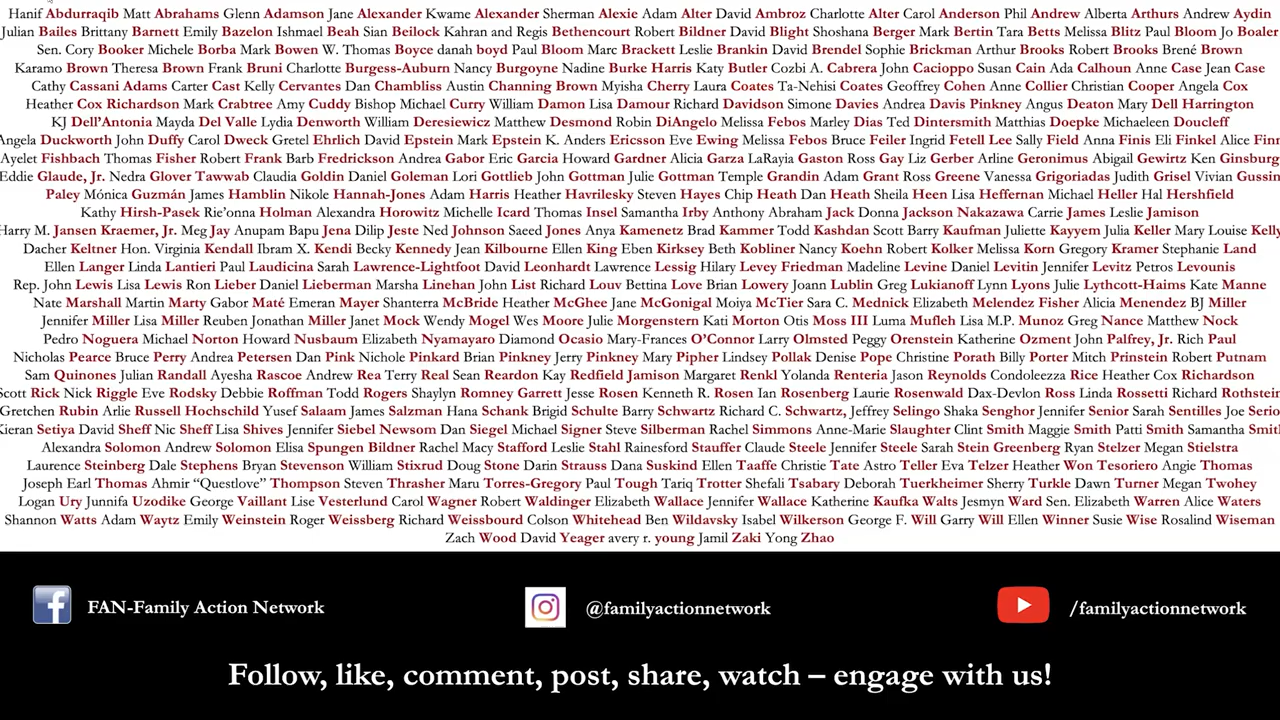 Hanif Abdurraqib Matt Abrahams Glenn Adamson Jane Alexander Kwame Alexander Sherman Alexie Adam Alter David Ambroz Charlotte Alter Carol Anderson Phil Andrew Alberta Arthurs Andrew Aydin
Julian Bailes Brittany Barnett Emily Bazelon Ishmael Beah Sian Beilock Kahran and Regis Bethencourt Robert Bildner David Blight Shoshana Berger Mark Bertin Tara Betts Melissa Blitz Paul Bloom Jo Boaler
Sen. Cory Booker Michele Borba Mark Bowen W. Thomas Boyce danah boyd Paul Bloom Marc Brackett Leslie Brankin David Brendel Sophie Brickman Arthur Brooks Robert Brooks Brené Brown
Karamo Brown Theresa Brown Frank Bruni Charlotte Burgess-Auburn Nancy Burgoyne Nadine Burke Harris Katy Butler Cozbi A. Cabrera John Cacioppo Susan Cain Ada Calhoun Anne Case Jean Case
Cathy Cassani Adams Carter Cast Kelly Cervantes Dan Chambliss Austin Channing Brown Myisha Cherry Laura Coates Ta-Nehisi Coates Geoffrey Cohen Anne Collier Christian Cooper Angela Cox
Heather Cox Richardson Mark Crabtree Amy Cuddy Bishop Michael Curry William Damon Lisa Damour Richard Davidson Simone Davies Andrea Davis Pinkney Angus Deaton Mary Dell Harrington
KJ Dell'Antonia Mayda Del Valle Lydia Denworth William Deresiewicz Matthew Desmond Robin DiAngelo Melissa Febos Marley Dias Ted Dintersmith Matthias Doepke Michaeleen Doucleff
Angela Duckworth John Duffy Carol Dweck Gretel Ehrlich David Epstein Mark Epstein K. Anders Ericsson Eve Ewing Melissa Febos Bruce Feiler Ingrid Fetell Lee Sally Field Anna Finis Eli Finkel Alice
Ayelet Fishbach Thomas Fisher Robert Frank Barb Fredrickson Andrea Gabor Eric Garcia Howard Gardner Alicia Garza LaRayia Gaston Ross Gay Liz Gerber Arline Geronimus Abigail Gewirtz Ken Ginsburg
Eddie Glaude, Jr. Nedra Glover Tawwab Claudia Goldin Daniel Goleman Lori Gottlieb John Gottman Julie Gottman Temple Grandin Adam Grant Ross Greene Vanessa Grigoriadas Judith Grisel Vivian
Paley Mónica Guzmán James Hamblin Nikole Hannah-Jones Adam Harris Heather Havrilesky Steven Hayes Chip Heath Dan Heath Sheila Heen Lisa Heffernan Michael Heller Hal Hershfield
Kathy Hirsh-Pasek Rie'onna Holman Alexandra Horowitz Michelle Icard Thomas Insel Samantha Irby Anthony Abraham Jack Donna Jackson Nakazawa Carrie James Leslie Jamison
Harry M. Jansen Kraemer, Jr. Meg Jay Anupam Bapu Jena Dilip Jeste Ned Johnson Saeed Jones Anya Kamenetz Brad Kammer Todd Kashdan Scott Barry Kaufman Juliette Kayyem Julia Keller Mary Louise Kelly
Dacher Keltner Hon. Virginia Kendall Ibram X. Kendi Becky Kennedy Jean Kilbourne Ellen King Eben Kirksey Beth Kobliner Nancy Koehn Robert Kolker Melissa Korn Gregory Kramer Stephanie Land
Ellen Langer Linda Lantieri Paul Laudicina Sarah Lawrence-Lightfoot David Leonhardt Lawrence Lessig Hilary Levey Friedman Madeline Levine Daniel Levitin Jennifer Levitz Petros Levounis
Rep. John Lewis Lisa Lewis Ron Lieber Daniel Lieberman Marsha Linehan John List Richard Louv Bettina Love Brian Lowery Joann Lublin Greg Lukianoff Lynn Lyons Julie Lythcott-Haims Kate Manne
Nate Marshall Martin Marty Gabor Maté Emeran Mayer Shanterra McBride Heather McGhee Jane McGonigal Moiya McTier Sara C. Mednick Elizabeth Melendez Fisher Alicia Menendez BJ Miller
Jennifer Miller Lisa Miller Reuben Jonathan Miller Janet Mock Wendy Mogel Wes Moore Julie Morgenstern Kati Morton Otis Moss III Luma Mufleh Lisa M.P. Munoz Greg Nance Matthew Nock
Pedro Noguera Michael Norton Howard Nusbaum Elizabeth Nyamayaro Diamond Ocasio Mary-Frances O'Connor Larry Olmsted Peggy Orenstein Katherine Ozment John Palfrey, Jr. Rich Paul
Nicholas Pearce Bruce Perry Andrea Petersen Dan Pink Nichole Pinkard Brian Pinkney Jerry Pinkney Mary Pipher Lindsey Pollak Denise Pope Christine Porath Billy Porter Mitch Prinstein Robert Putnam
Sam Quinones Julian Randall Ayesha Rascoe Andrew Rea Terry Real Sean Reardon Kay Redfield Jamison Margaret Renkl Yolanda Renteria Jason Reynolds Condoleezza Rice Heather Cox Richardson
Scott Rick Nick Riggle Eve Rodsky Debbie Roffman Todd Rogers Shaylyn Romney Garrett Jesse Rosen Kenneth R. Rosen Ian Rosenberg Laurie Rosenwald Dax-Devlon Ross Linda Rossetti Richard Rothstein
Gretchen Rubin Arlie Russell Hochschild Yusef Salaam James Salzman Hana Schank Brigid Schulte Barry Schwartz Richard C. Schwartz, Jeffrey Selingo Shaka Senghor Jennifer Senior Sarah Sentilles Joe
Kieran Setiya David Sheff Nic Sheff Lisa Shives Jennifer Siebel Newsom Dan Siegel Michael Signer Steve Silberman Rachel Simmons Anne-Marie Slaughter Clint Smith Maggie Smith Patti Smith Samantha Smith
Alexandra Solomon Andrew Solomon Elisa Spungen Bildner Rachel Macy Stafford Leslie Stahl Rainesford Stauffer Claude Steele Jennifer Steele Sarah Stein Greenberg Ryan Stelzer Megan Stielstra
Laurence Steinberg Dale Stephens Bryan Stevenson William Stixrud Doug Stone Darin Strauss Dana Suskind Ellen Taaffe Christie Tate Astro Teller Eva Telzer Heather Won Tesoriero Angie Thomas
Joseph Earl Thomas Ahmir “Questlove” Thompson Steven Thrasher Maru Torres-Gregory Paul Tough Tariq Trotter Shefali Tsabary Deborah Tuerkheimer Sherry Turkle Dawn Turner Megan Twohey
Logan Ury Junnifa Uzodike George Vaillant Lise Vesterlund Carol Wagner Robert Waldinger Elizabeth Wallace Jennifer Wallace Katherine Kaufka Walts Jesmyn Ward Sen. Elizabeth Warren Alice Waters
Shannon Watts Adam Waytz Emily Weinstein Roger Weissberg Richard Weissbourd Colson Whitehead Ben Wildavsky Isabel Wilkerson George F. Will Garry Will Ellen Winner Susie Wise Rosalind Wiseman
Zach Wood David Yeager avery r. young Jamil Zaki Yong Zhao
FAN-Family Action Network
@familyactionnetwork
/familyactionnetwork
Follow, like, comment, post, share, watch – engage with us!